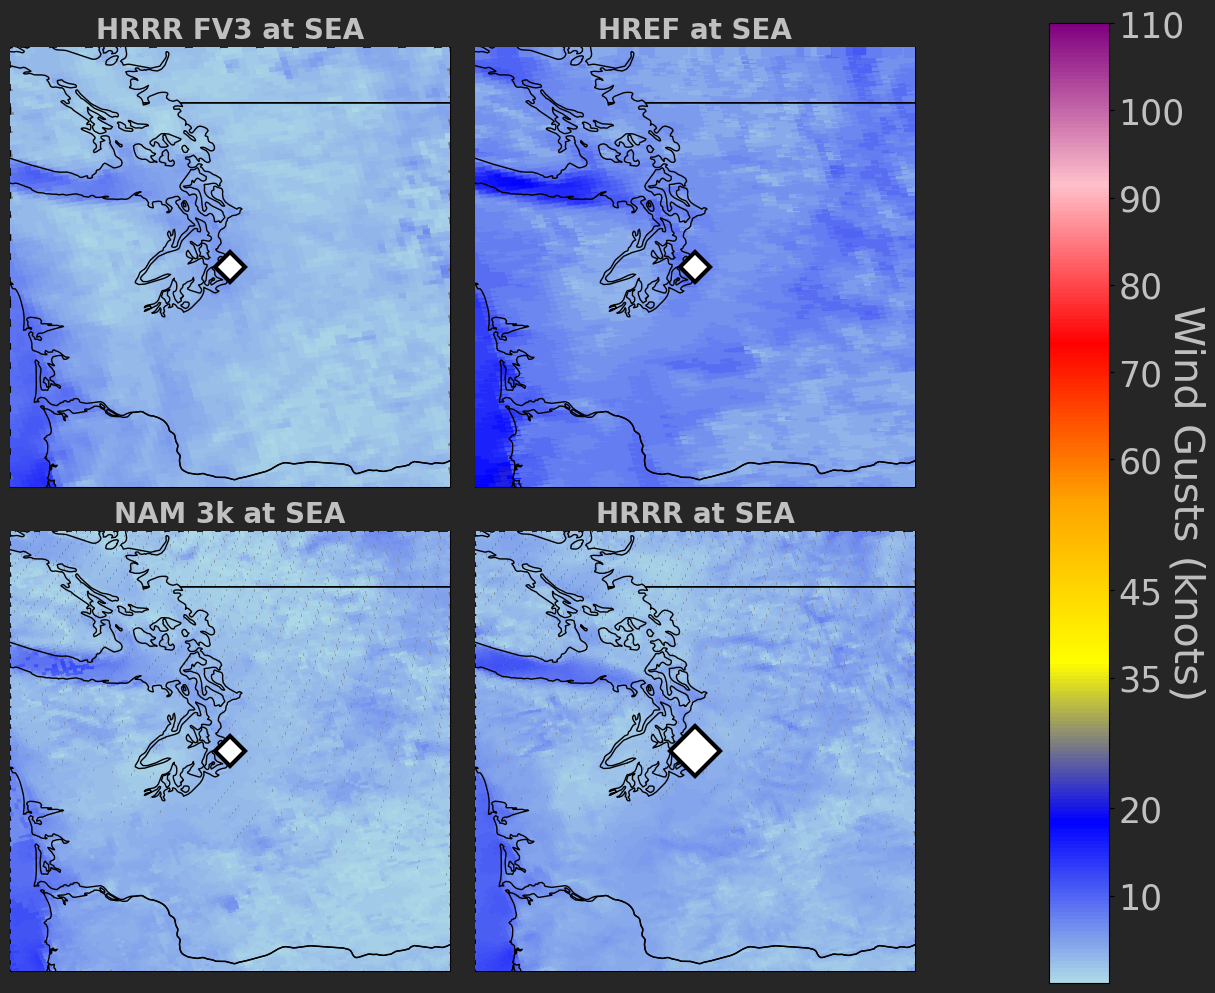 HRRR FV3 at SEA
HREF at SEA
NAM 3k at SEA
HRRR at SEA
110
100
90
80
70
60
45
35
20
10
Wind Gusts (knots)